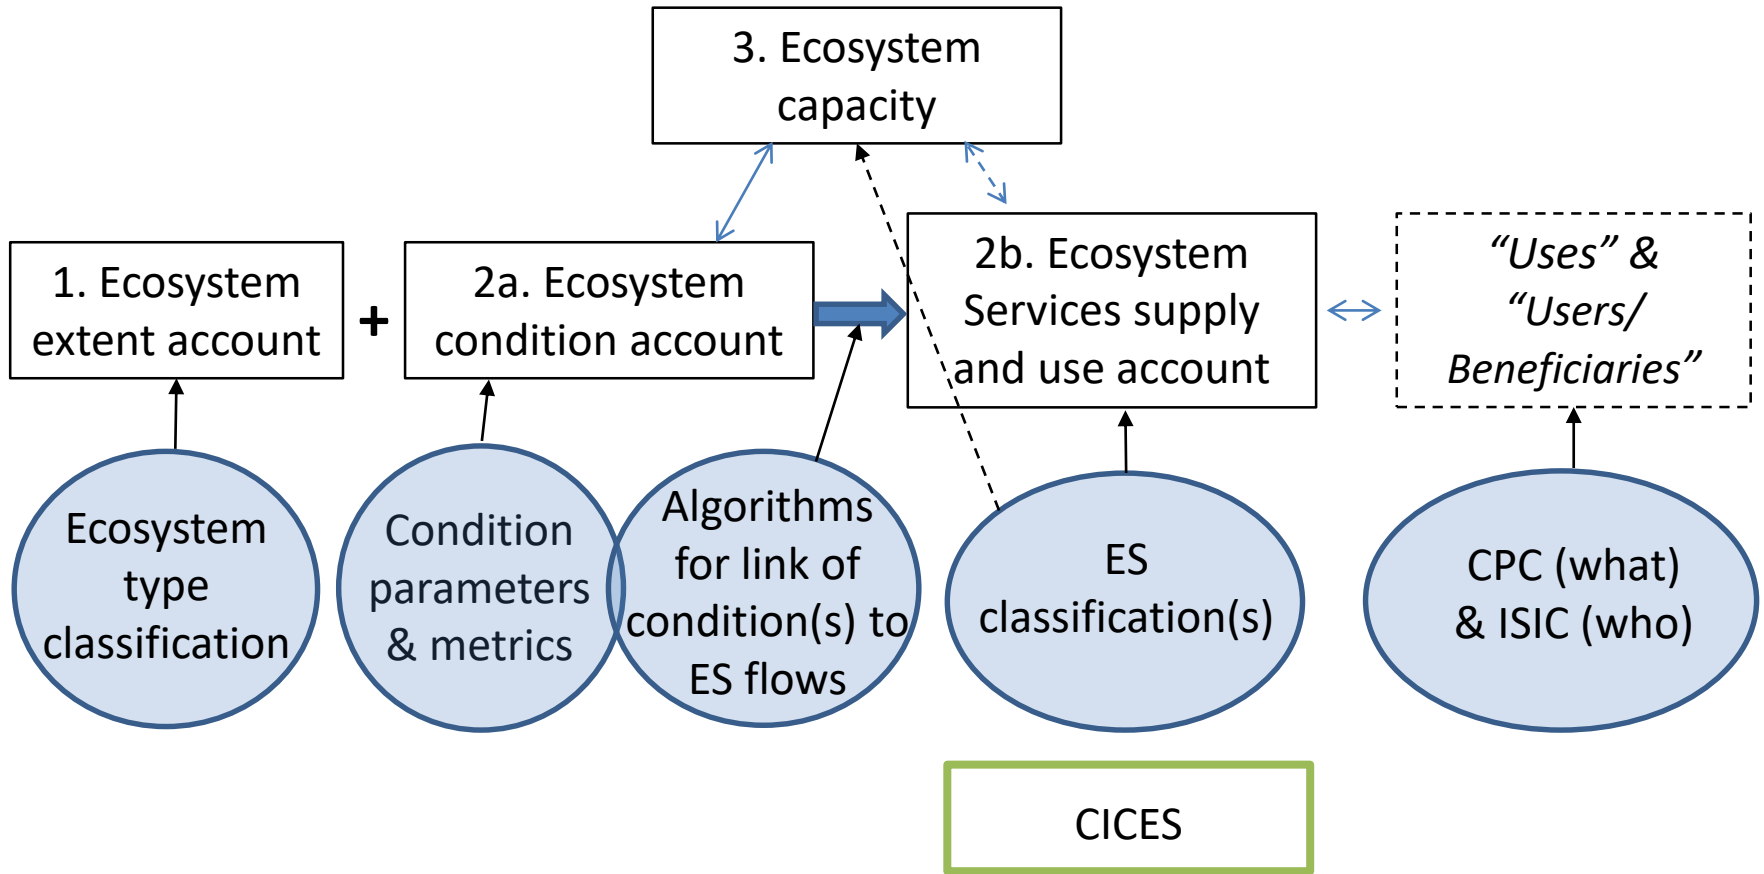 3. Ecosystem
capacity
1. Ecosystem
extent account
+
2a. Ecosystem
condition account
2b. Ecosystem
Services supply
and use account
“Uses” &
“Users/
Beneficiaries”
Ecosystem
type
classification
Condition
parameters
& metrics
Algorithms
for link of
condition(s) to
ES flows
ES
classification(s)
CPC (what)
& ISIC (who)
CICES